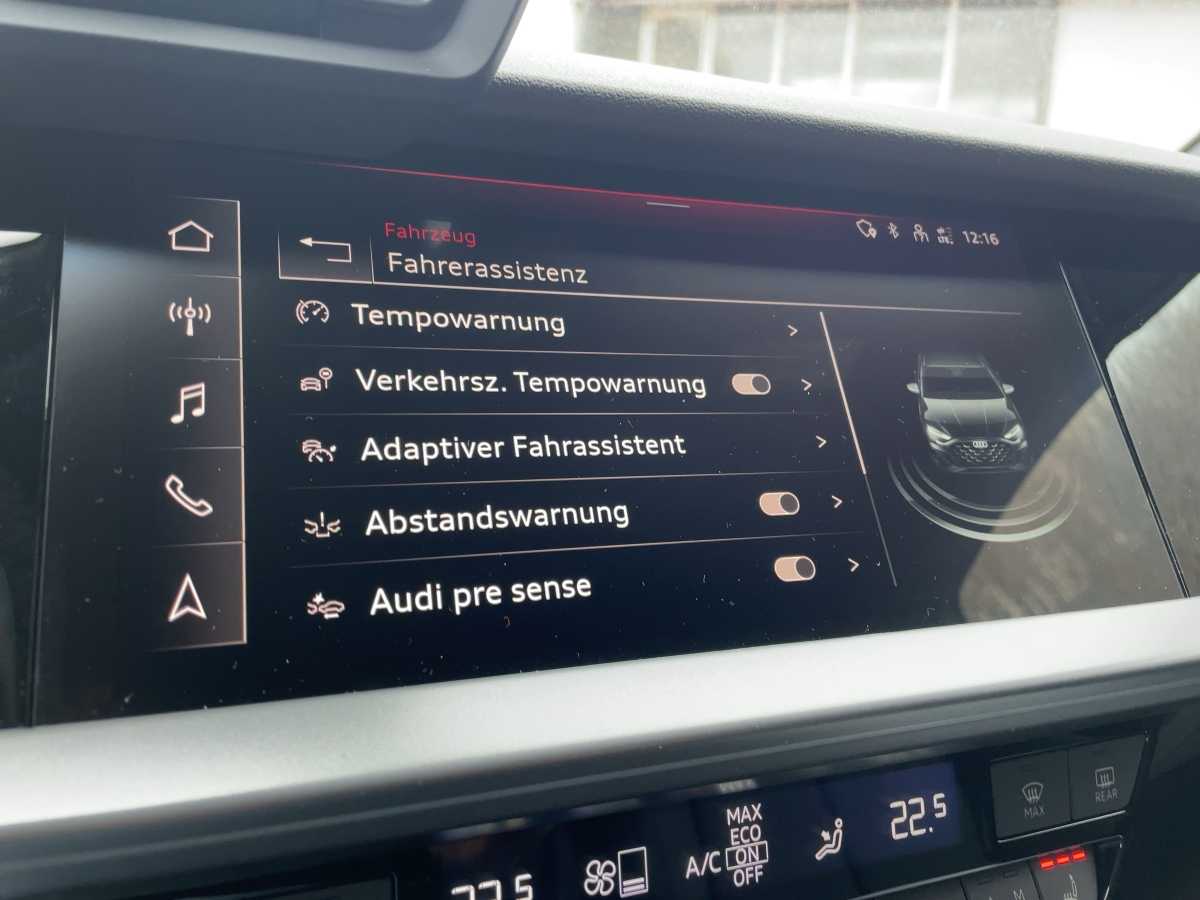 Fahrzeug
Fahrerassistenz
12:16
Tempowarnung
Verkehrsz. Tempowarnung
Adaptiver Fahrassistent
Abstandswarnung
Audi pre sense
MAX
ECO
A/C ON
OFF
22.5
MAX
REAR
M